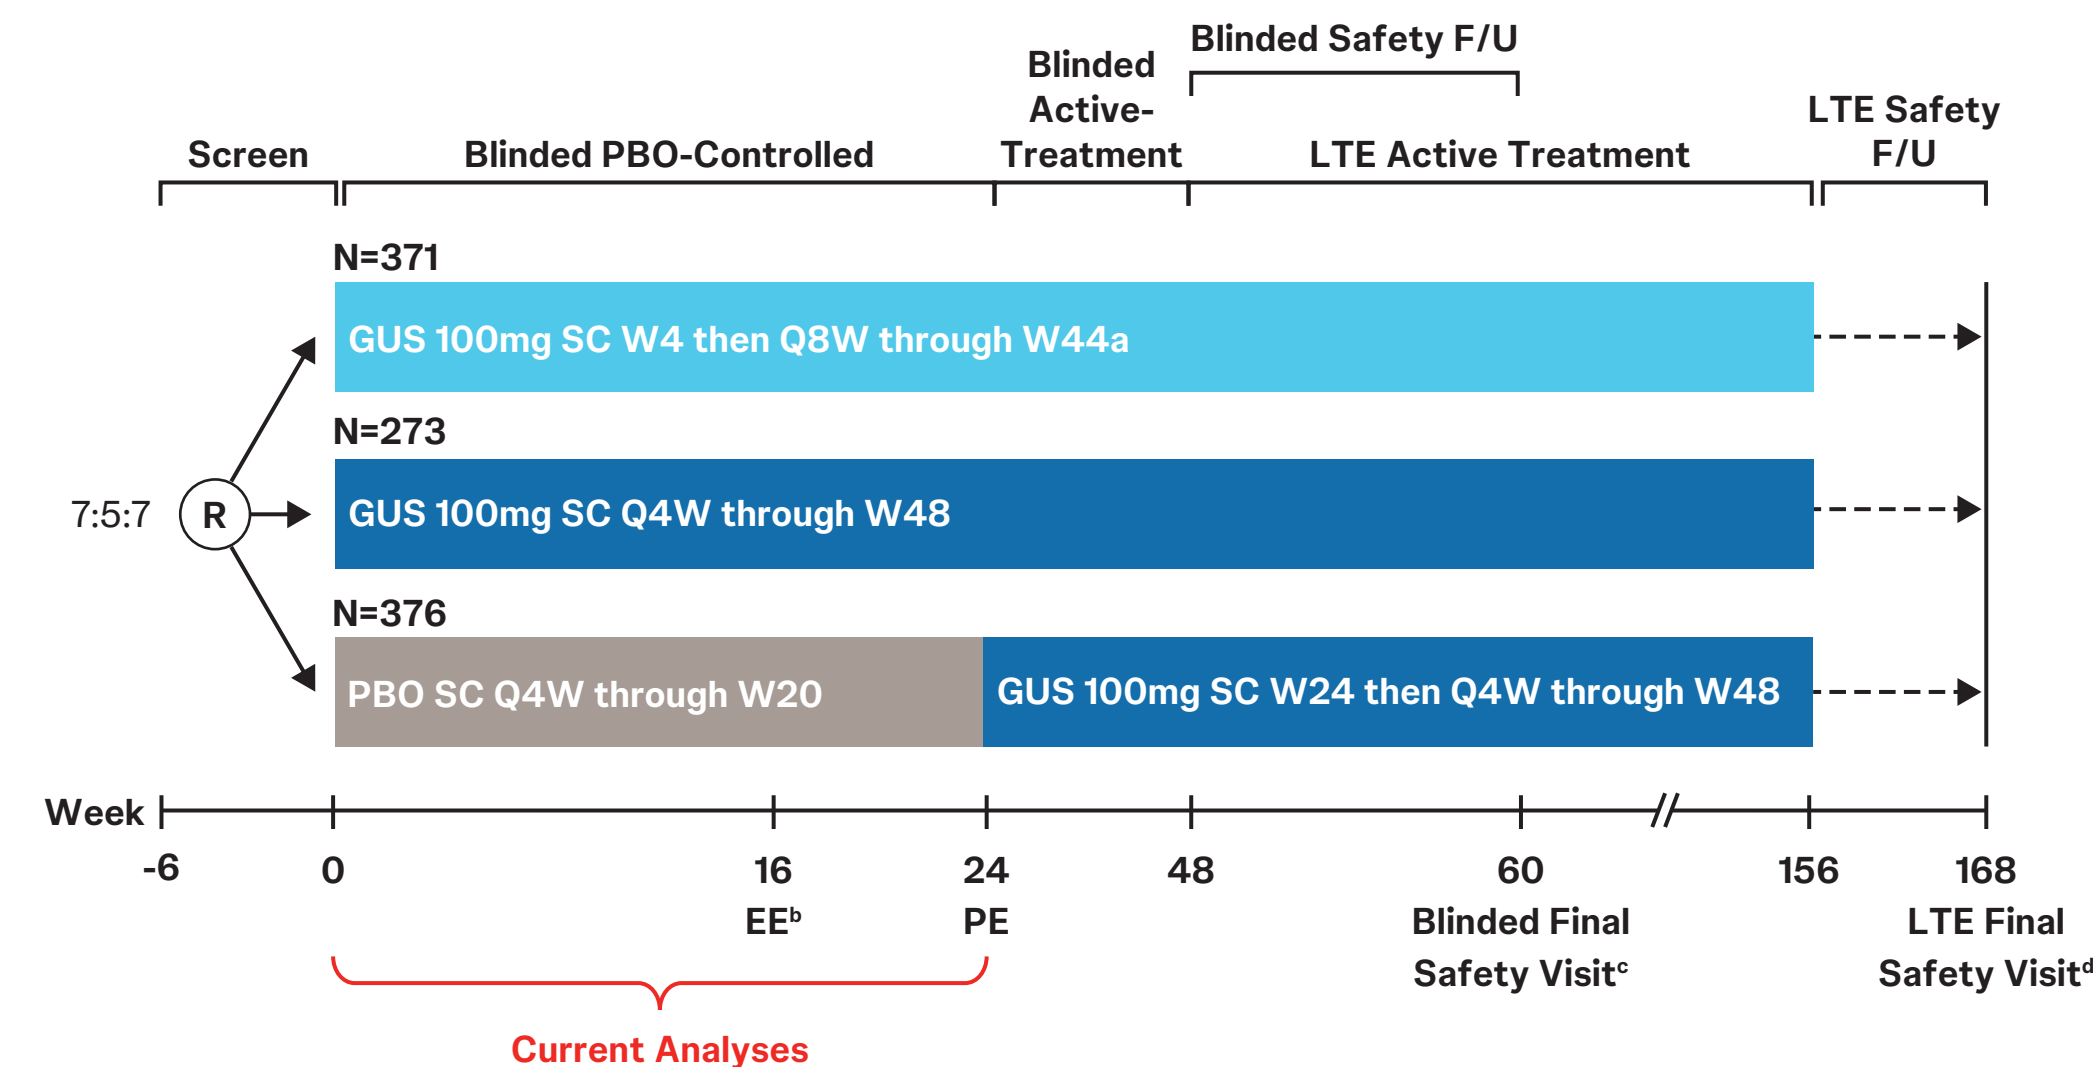 Blinded Safety F/U
Blinded
Active-
Treatment
LTE Safety
F/U
Screen
Blinded PBO-Controlled
LTE Active Treatment
N=371
GUS 100mg SC W4 then Q8W through W44a
N=273
7:5:7
R
GUS 100mg SC Q4W through W48
N=376
PBO SC Q4W through W20
GUS 100mg SC W24 then Q4W through W48
Week
-6
0
16
24
48
60
156
168
EEᵇ
PE
Blinded Final
Safety Visitᶜ
LTE Final
Safety Visitᵈ
Current Analyses